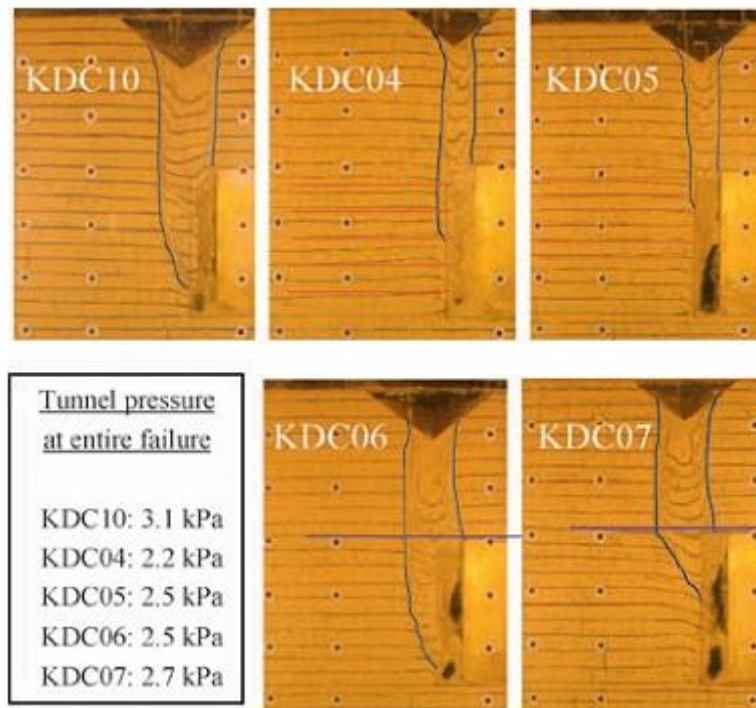 KDC10
KDC04
KDC05
Tunnel pressure
at entire failure
KDC10: 3.1 kPa
KDC04: 2.2 kPa
KDC05: 2.5 kPa
KDC06: 2.5 kPa
KDC07: 2.7 kPa
KDC06
KDC07